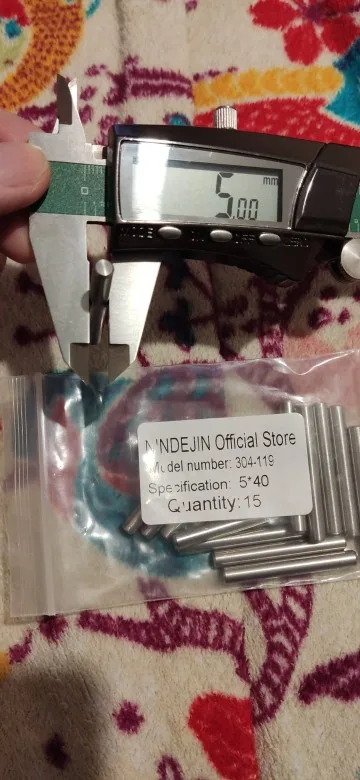 mm
5.00
NINDEJIN Official Store
Model number: 304-119
Specification: 5*40
Quantity: 15